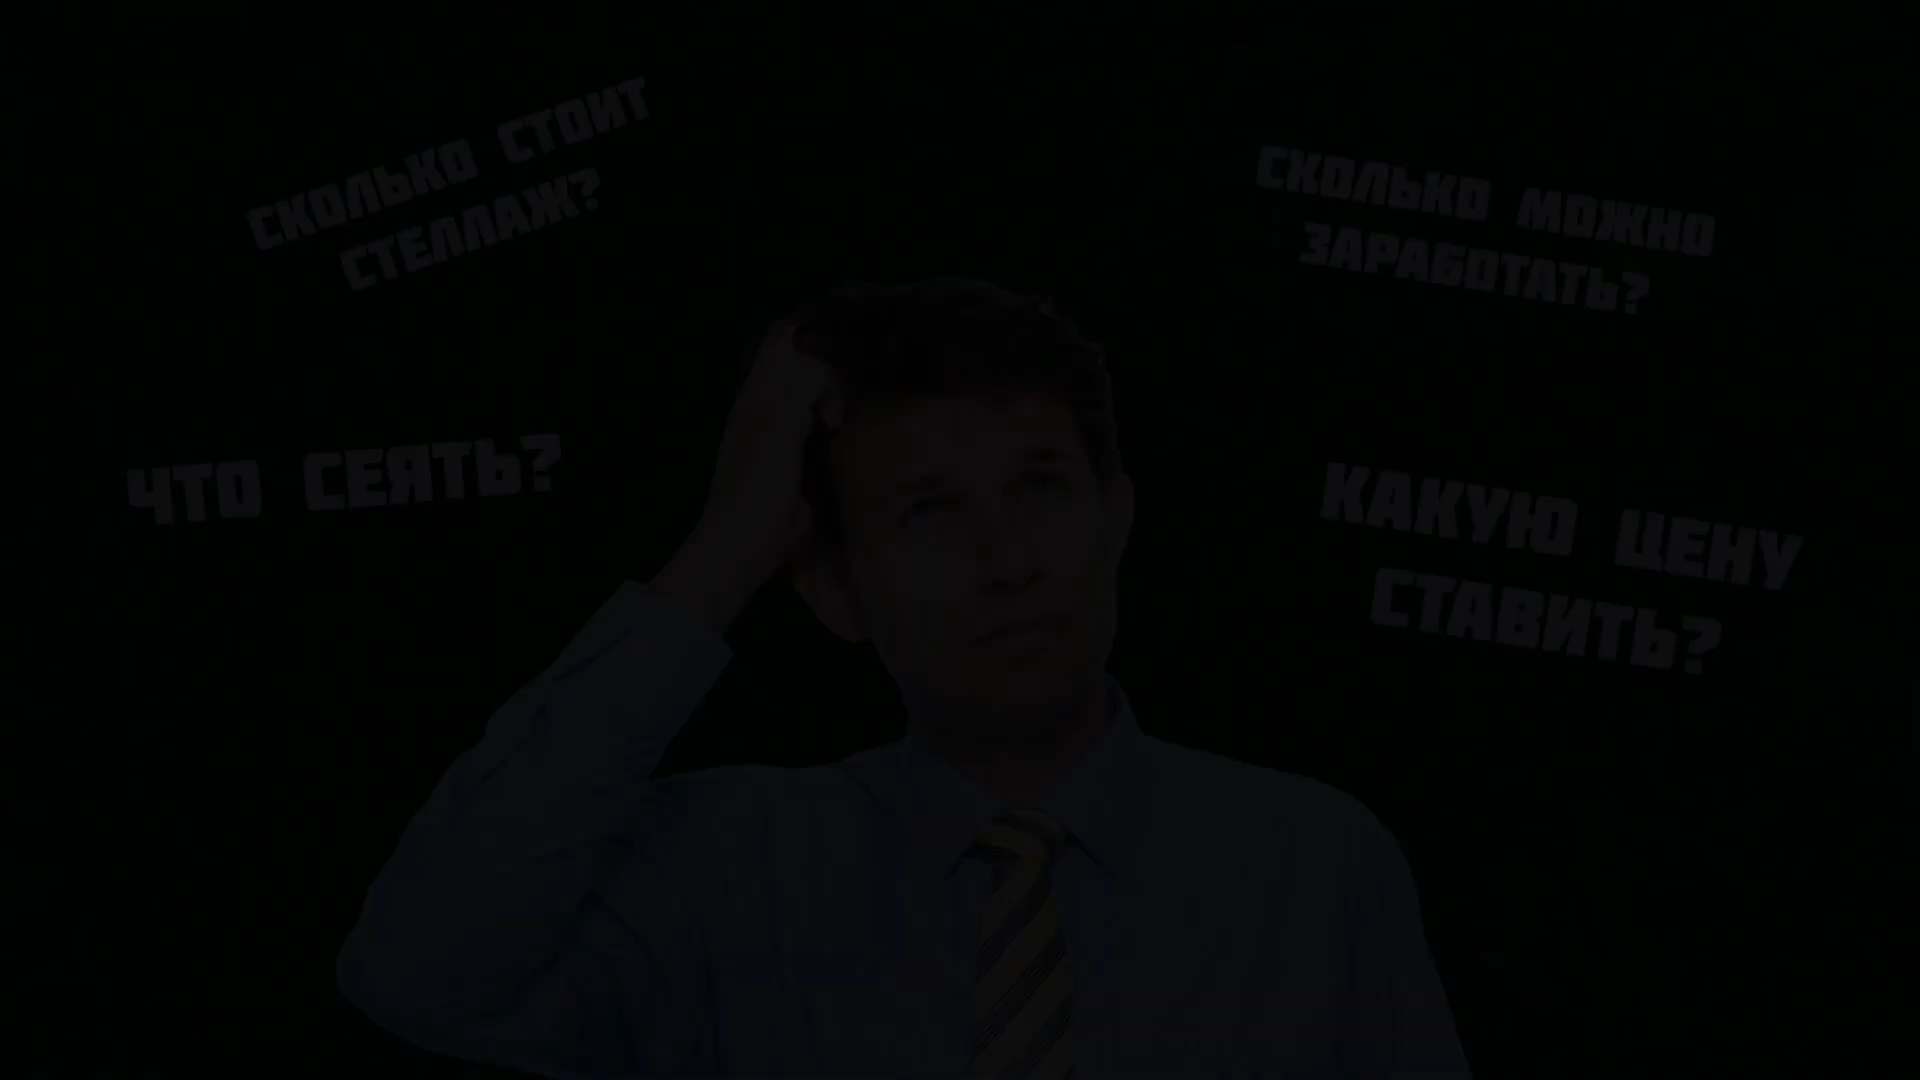 СКОЛЬКО СТОИТ
СТЕЛЛАЖ?
СКОЛЬКО МОЖНО
ЗАРАБОТАТЬ?
ЧТО СЕЯТЬ?
КАКУЮ ЦЕНУ
СТАВИТЬ?